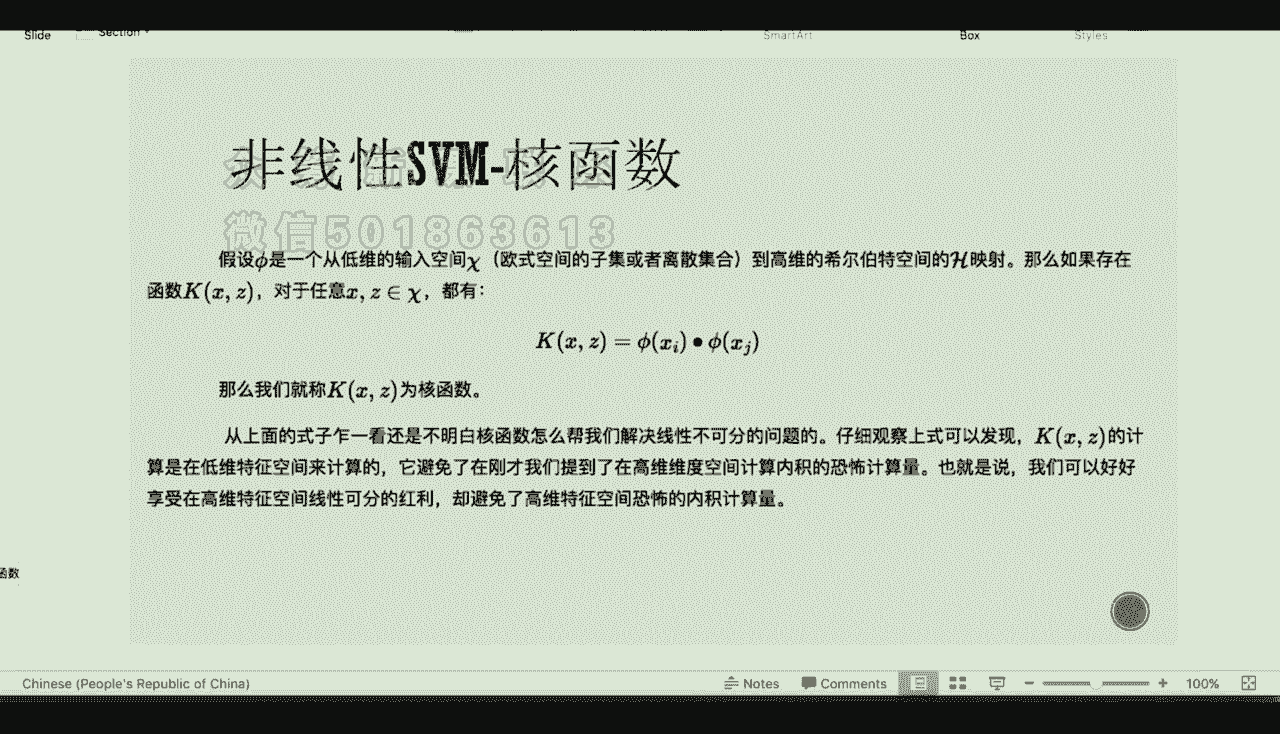 Slide
Section
SmartArt
Box
Styles
非线性SVM-核函数
微信501863613
假设ϕ是一个从低维的输入空间χ（欧式空间的子集或者离散集合）到高维的希尔伯特空间的H映射。那么如果存在
函数K(x, z)，对于任意x, z ∈ χ，都有：
K(x, z) = ϕ(x_i) • ϕ(x_j)
那么我们就称K(x, z)为核函数。
从上面的式子乍一看还是不明白核函数怎么帮我们解决线性不可分的问题的。仔细观察上式可以发现，K(x, z)的计
算是在低维特征空间来计算的，它避免了在刚才我们提到了在高维维度空间计算内积的恐怖计算量。也就是说，我们可以好好
享受在高维特征空间线性可分的红利，却避免了高维特征空间恐怖的内积计算量。
函数
Chinese (People's Republic of China)
Notes
Comments
100%